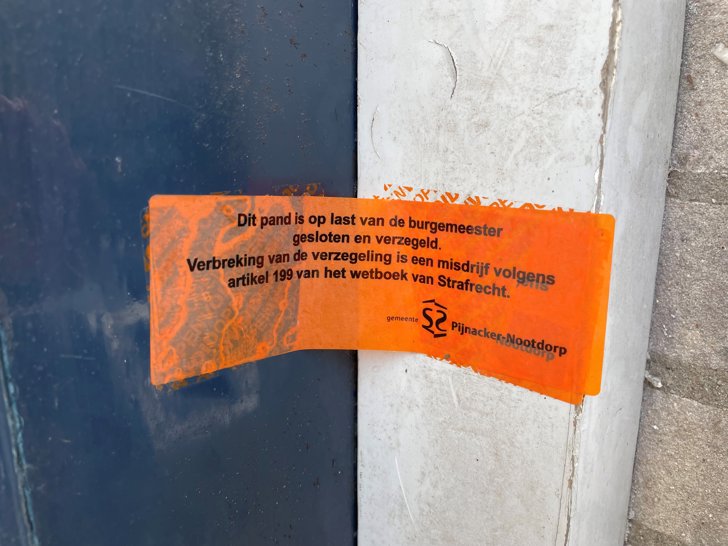 Dit pand is op last van de burgemeester
gesloten en verzegeld.
Verbreking van de verzegeling is een misdrijf volgens
artikel 199 van het wetboek van Strafrecht.
gemeente Pijnacker-Nootdorp
Nootdorp